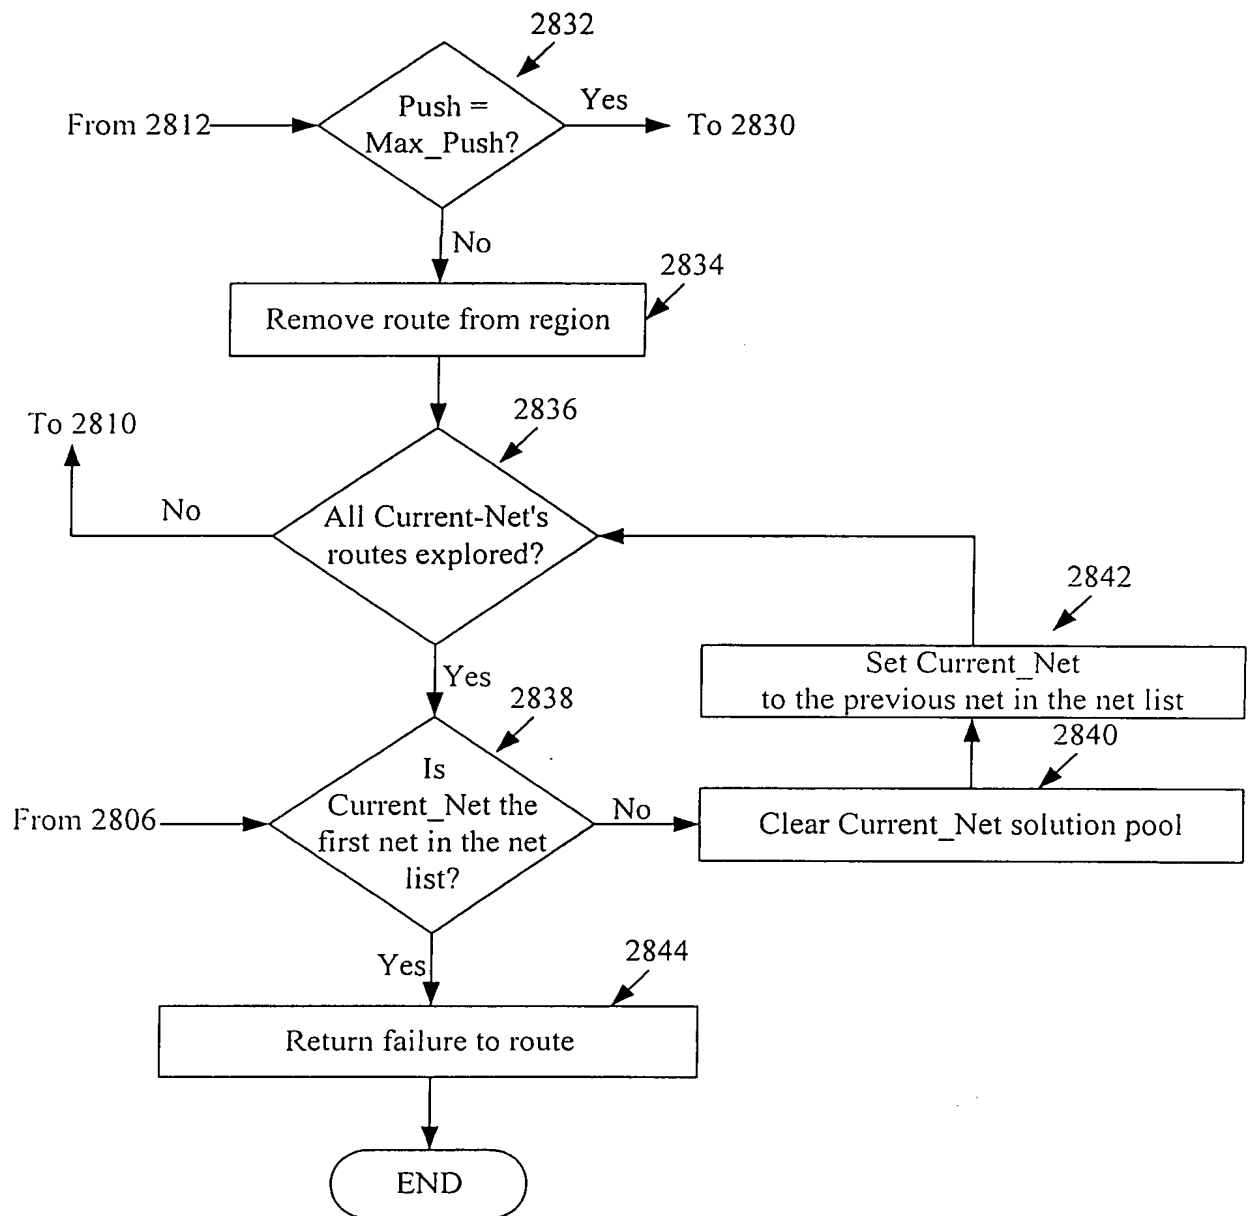 2832
Push =
Max_Push?
From 2812
Yes
To 2830
No
2834
Remove route from region
2836
To 2810
No
All Current-Net's
routes explored?
2842
Set Current_Net
to the previous net in the net list
Yes
2838
2840
Is
Current_Net the
first net in the net
list?
From 2806
No
Clear Current_Net solution pool
Yes
2844
Return failure to route
END